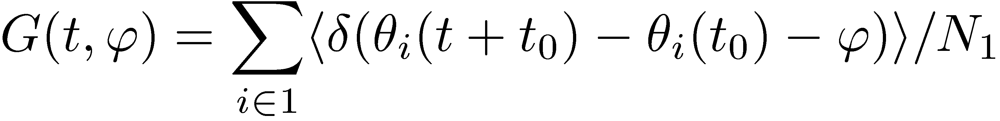 G(t, φ) = ∑_{i∈1} ⟨δ(θ_i(t + t_0) − θ_i(t_0) − φ)⟩/N_1